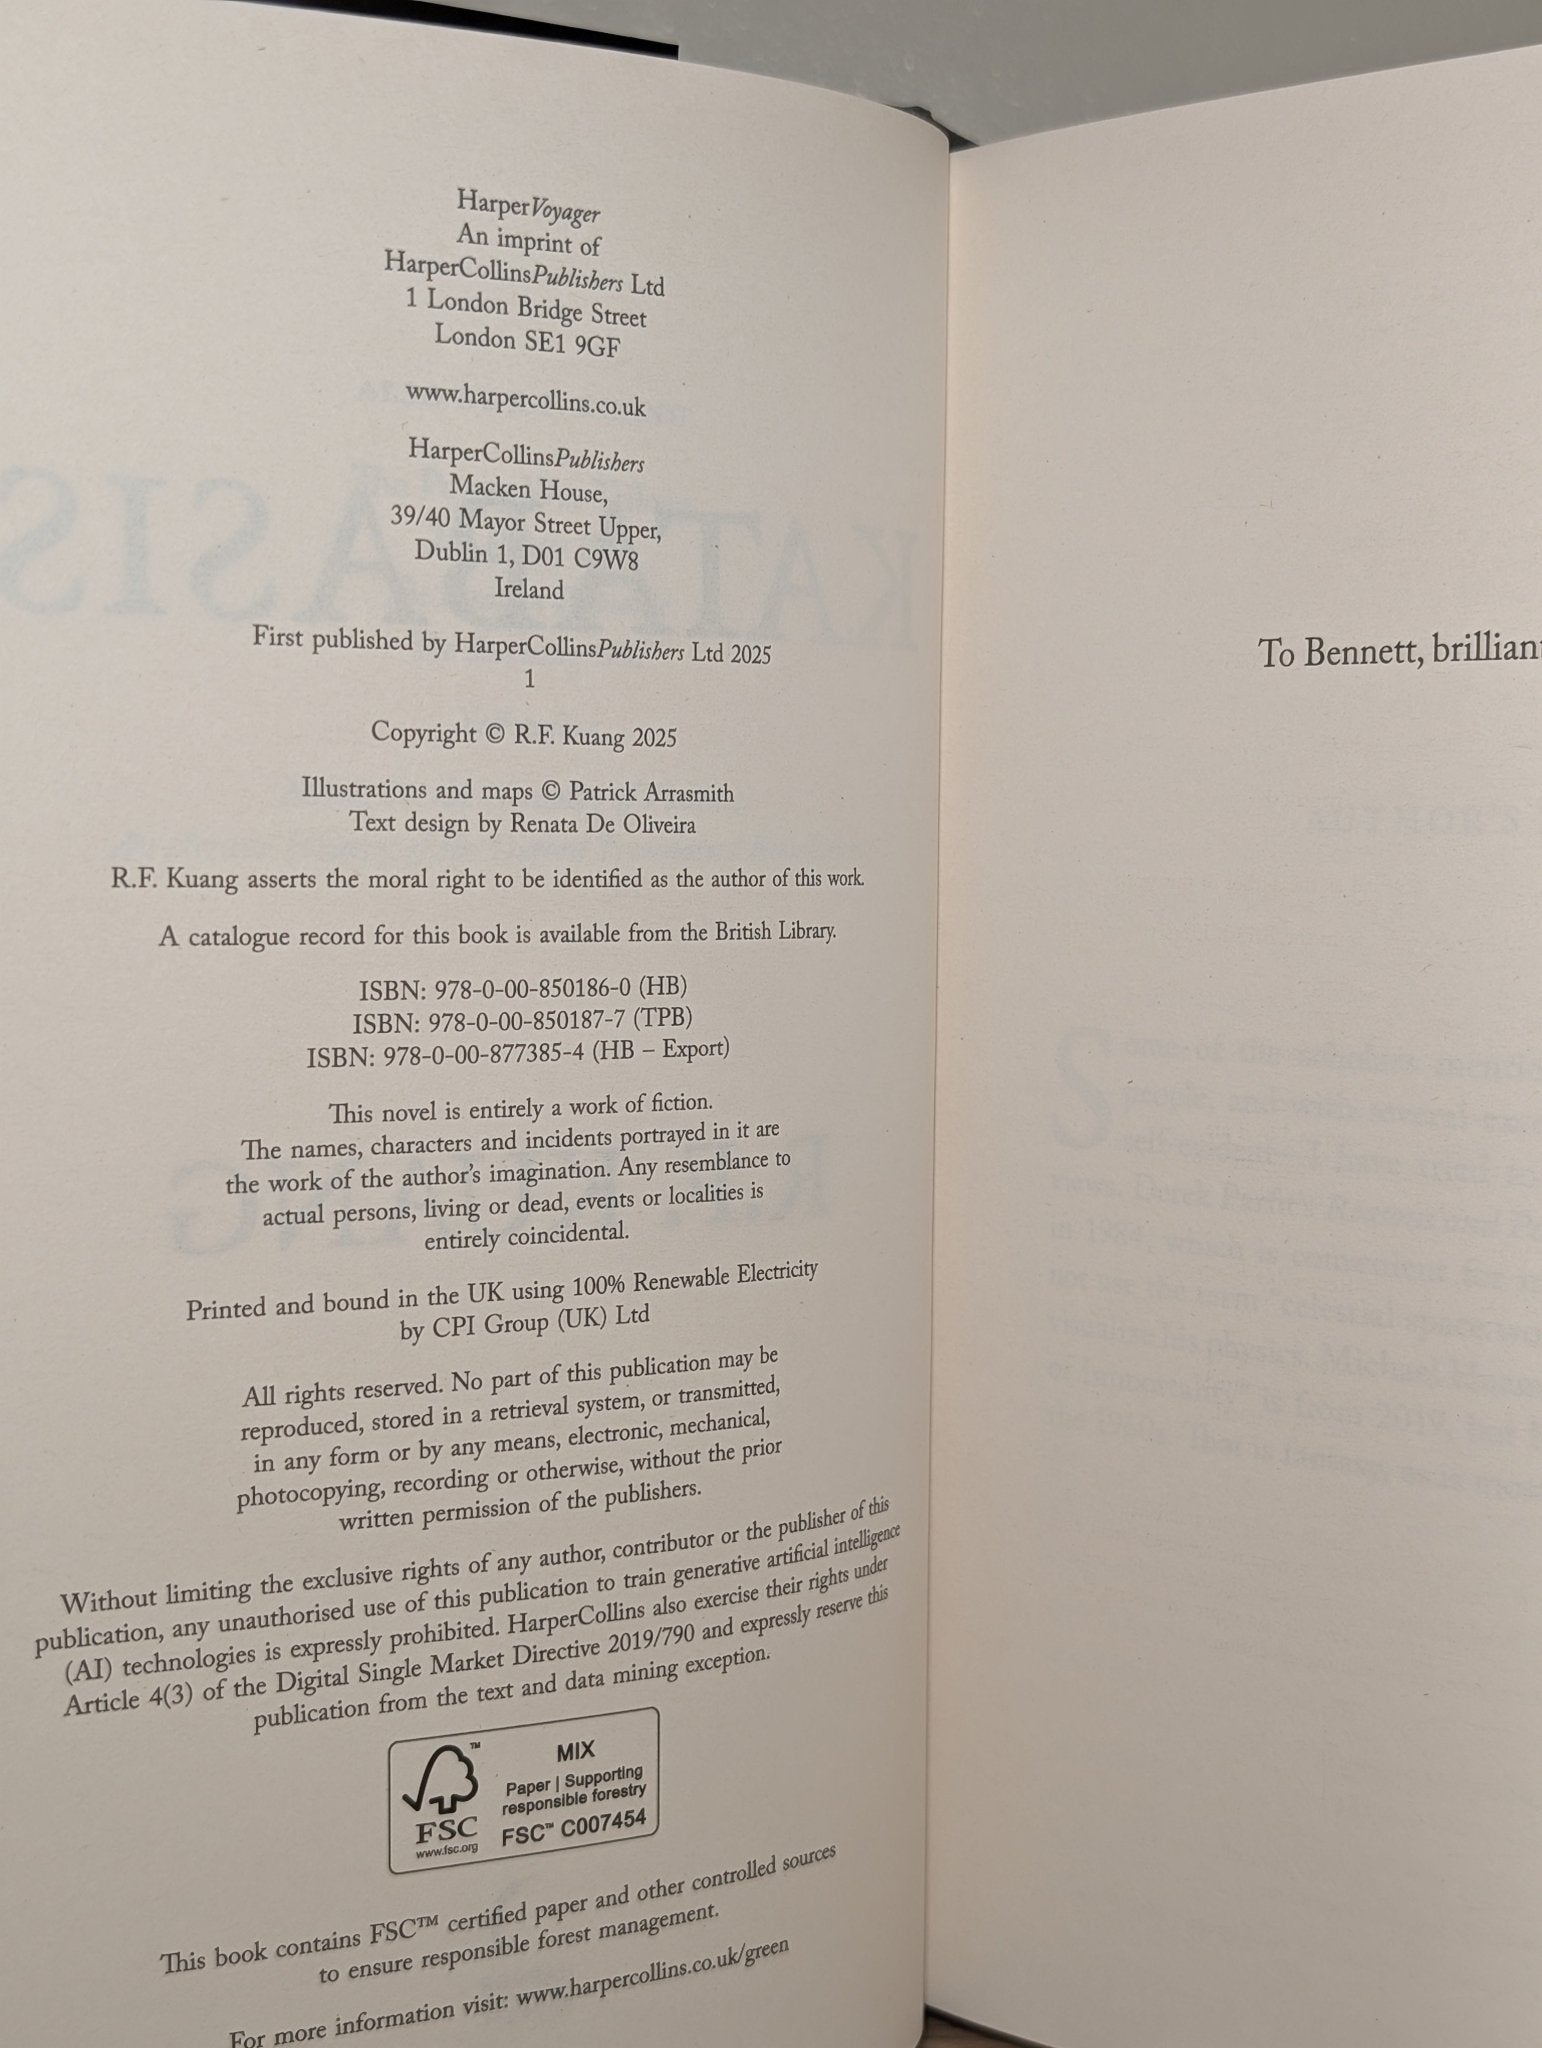 HarperVoyager
An imprint of
HarperCollinsPublishers Ltd
1 London Bridge Street
London SE1 9GF
www.harpercollins.co.uk
HarperCollinsPublishers
Macken House,
39/40 Mayor Street Upper,
Dublin 1, D01 C9W8
Ireland
First published by HarperCollinsPublishers Ltd 2025
1
Copyright © R.F. Kuang 2025
Illustrations and maps © Patrick Arrasmith
Text design by Renata De Oliveira
R.F. Kuang asserts the moral right to be identified as the author of this work.
A catalogue record for this book is available from the British Library.
ISBN: 978-0-00-850186-0 (HB)
ISBN: 978-0-00-850187-7 (TPB)
ISBN: 978-0-00-877385-4 (HB – Export)
This novel is entirely a work of fiction.
The names, characters and incidents portrayed in it are
the work of the author's imagination. Any resemblance to
actual persons, living or dead, events or localities is
entirely coincidental.
Printed and bound in the UK using 100% Renewable Electricity
by CPI Group (UK) Ltd
All rights reserved. No part of this publication may be
reproduced, stored in a retrieval system, or transmitted,
in any form or by any means, electronic, mechanical,
photocopying, recording or otherwise, without the prior
written permission of the publishers.
Without limiting the exclusive rights of any author, contributor or the publisher of this
publication, any unauthorised use of this publication to train generative artificial intelligence
(AI) technologies is expressly prohibited. HarperCollins also exercise their rights under
Article 4(3) of the Digital Single Market Directive 2019/790 and expressly reserve this
publication from the text and data mining exception.
FSC
www.fsc.org
MIX
Paper | Supporting
responsible forestry
FSC™ C007454
This book contains FSC™ certified paper and other controlled sources
to ensure responsible forest management.
For more information visit: www.harpercollins.co.uk/green
To Bennett, brilliant